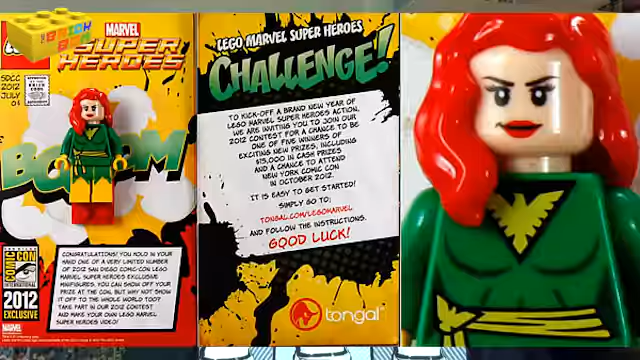 THE
BRICK
BOX
MARVEL
SUPER
HEROES
SDCC
2012
JULY
BOOOM
COMIC
CON
INTERNATIONAL
2012
EXCLUSIVE
MARVEL
CONGRATULATIONS! YOU HOLD IN YOUR
HAND ONE OF A VERY LIMITED NUMBER
OF 2012 SAN DIEGO COMIC-CON LEGO
MARVEL SUPER HEROES EXCLUSIVE
MINIFIGURES. YOU CAN SHOW OFF YOUR
PRIZE AT THE CON, BUT WHY NOT SHOW
IT OFF TO THE WHOLE WORLD TOO?
TAKE PART IN OUR 2012 CONTEST
AND MAKE YOUR OWN LEGO MARVEL
SUPER HEROES VIDEO!
LEGO MARVEL SUPER HEROES
CHALLENGE!
TO KICK-OFF A BRAND NEW YEAR OF
LEGO MARVEL SUPER HEROES ACTION,
WE ARE INVITING YOU TO JOIN OUR
2012 CONTEST FOR A CHANCE TO BE
ONE OF FIVE WINNERS OF
EXCITING NEW PRIZES, INCLUDING
$15,000 IN CASH PRIZES
AND A CHANCE TO ATTEND
NEW YORK COMIC CON
IN OCTOBER 2012.
IT IS EASY TO GET STARTED!
SIMPLY GO TO:
TONGAL.COM/LEGOMARVEL
AND FOLLOW THE INSTRUCTIONS.
GOOD LUCK!
tongal